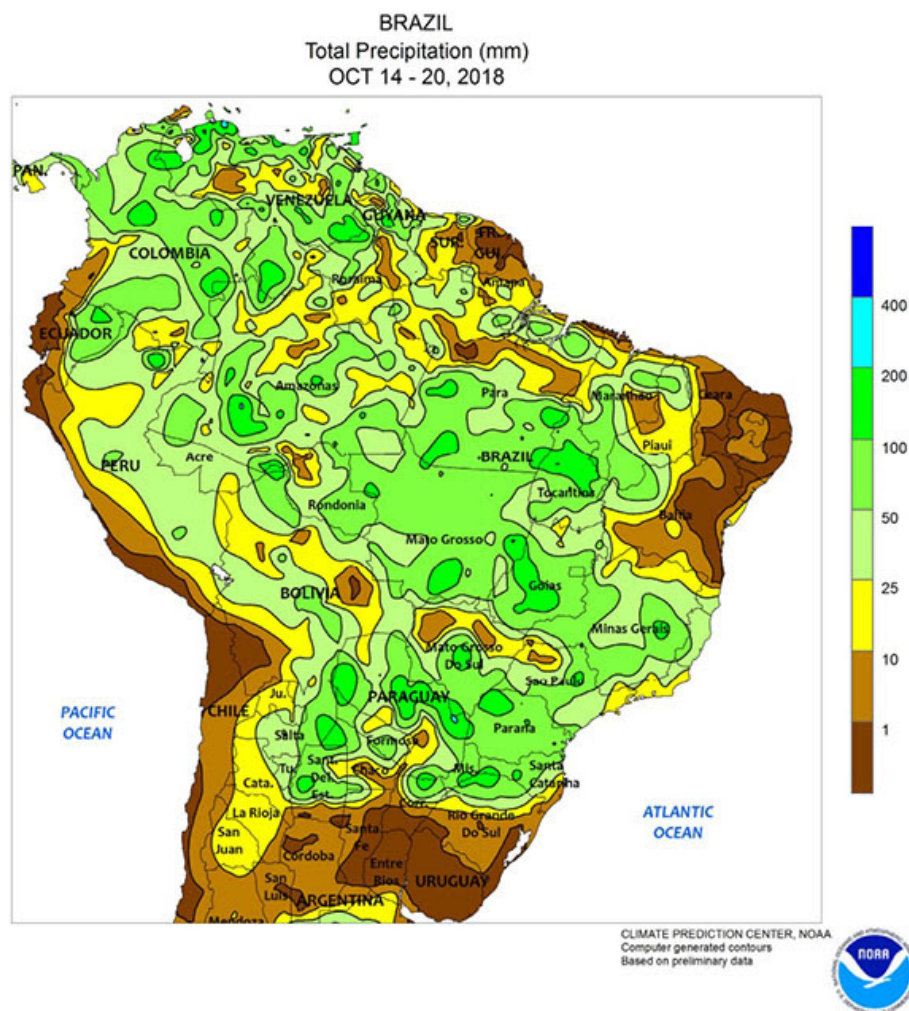 BRAZIL
Total Precipitation (mm)
OCT 14 - 20, 2018
PAN.
VENEZUELA
GUYANA
COLOMBIA
SUR.
FR.
GUI.
Roraima
Amapa
ECUADOR
Amazonas
Para
Maranhao
Ceara
Piaui
PERU
Acre
BRAZIL
Rondonia
Tocantins
Bahia
Mato Grosso
BOLIVIA
Goias
Minas Gerais
Mato Grosso
Do Sul
Sao Paulo
Ju.
PARAGUAY
CHILE
Salta
Formosa
Parana
Tu.
Sant.
Del
Est.
Chaco
Mis.
Santa
Catarina
Cata.
Corr.
La Rioja
Rio Grande
Do Sul
San
Juan
Santa
Fe
Cordoba
Entre
Rios
San
Luis
URUGUAY
ARGENTINA
Mendoza
PACIFIC
OCEAN
ATLANTIC
OCEAN
400
200
100
50
25
10
1
CLIMATE PREDICTION CENTER, NOAA
Computer generated contours
Based on preliminary data
NOAA